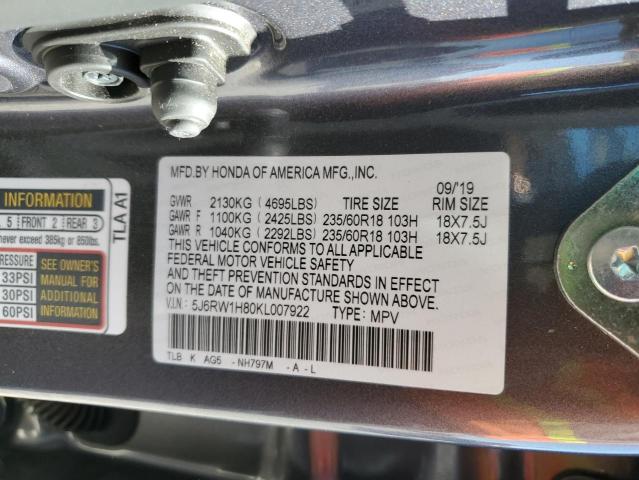 MFD.BY HONDA OF AMERICA MFG.,INC.
09/'19
GVWR 2130KG (4695LBS) TIRE SIZE RIM SIZE
GAWR F 1100KG (2425LBS) 235/60R18 103H 18X7.5J
GAWR R 1040KG (2292LBS) 235/60R18 103H 18X7.5J
THIS VEHICLE CONFORMS TO ALL APPLICABLE
FEDERAL MOTOR VEHICLE SAFETY
AND THEFT PREVENTION STANDARDS IN EFFECT
ON THE DATE OF MANUFACTURE SHOWN ABOVE.
V.I.N: 5J6RW1H80KL007922 TYPE: MPV
TLB K AG5 -NH797M -A-L
INFORMATION
5 FRONT 2 REAR 3
never exceed 385kg or 850lbs.
PRESSURE
33PSI
30PSI
60PSI
SEE OWNER'S
MANUAL FOR
ADDITIONAL
INFORMATION
TLA A1